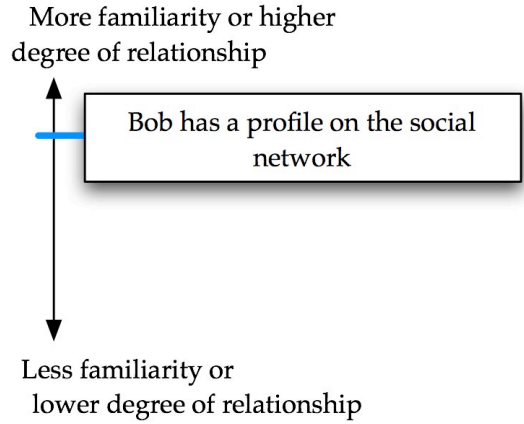 More familiarity or higher
degree of relationship
Bob has a profile on the social
network
Less familiarity or
lower degree of relationship